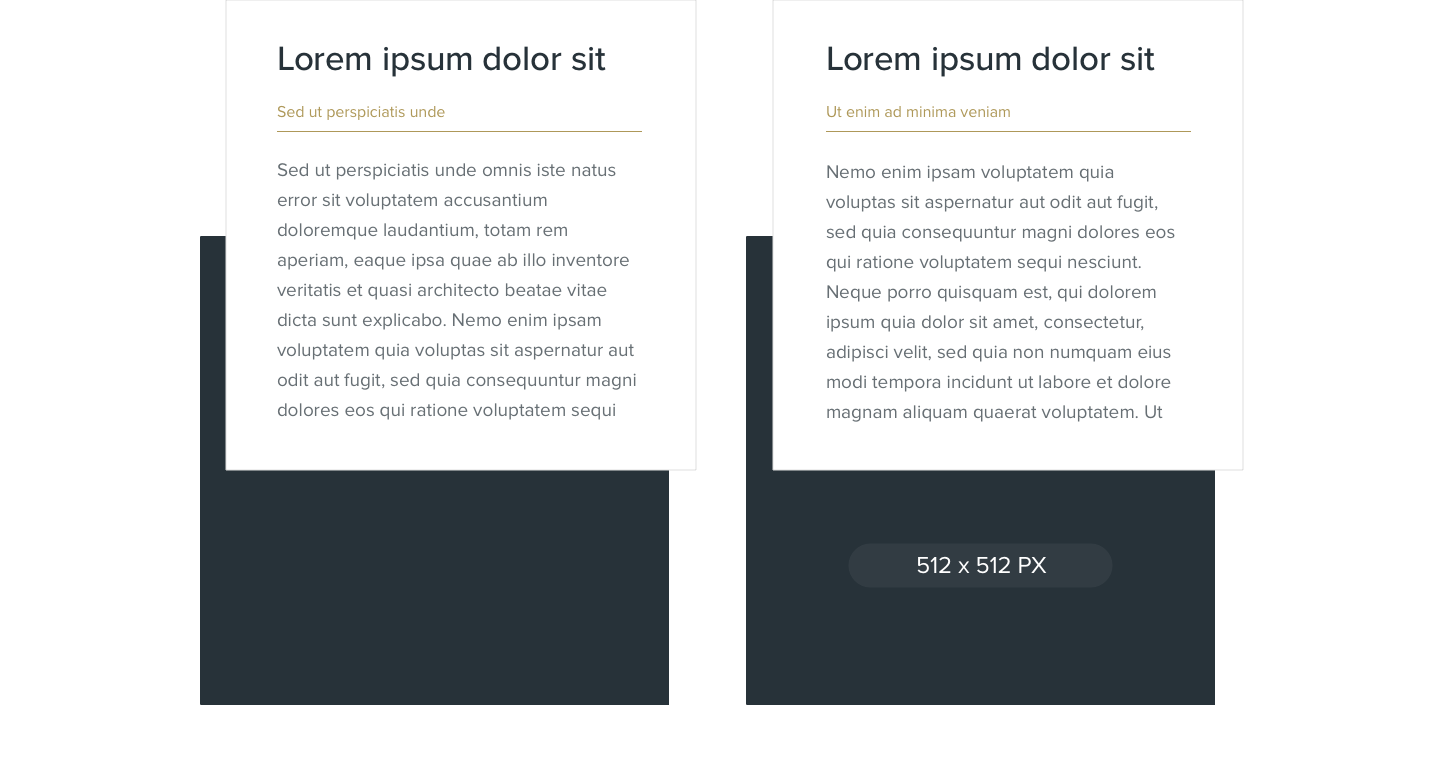 Lorem ipsum dolor sit
Sed ut perspiciatis unde
Sed ut perspiciatis unde omnis iste natus
error sit voluptatem accusantium
doloremque laudantium, totam rem
aperiam, eaque ipsa quae ab illo inventore
veritatis et quasi architecto beatae vitae
dicta sunt explicabo. Nemo enim ipsam
voluptatem quia voluptas sit aspernatur aut
odit aut fugit, sed quia consequuntur magni
dolores eos qui ratione voluptatem sequi
Lorem ipsum dolor sit
Ut enim ad minima veniam
Nemo enim ipsam voluptatem quia
voluptas sit aspernatur aut odit aut fugit,
sed quia consequuntur magni dolores eos
qui ratione voluptatem sequi nesciunt.
Neque porro quisquam est, qui dolorem
ipsum quia dolor sit amet, consectetur,
adipisci velit, sed quia non numquam eius
modi tempora incidunt ut labore et dolore
magnam aliquam quaerat voluptatem. Ut
512 x 512 PX